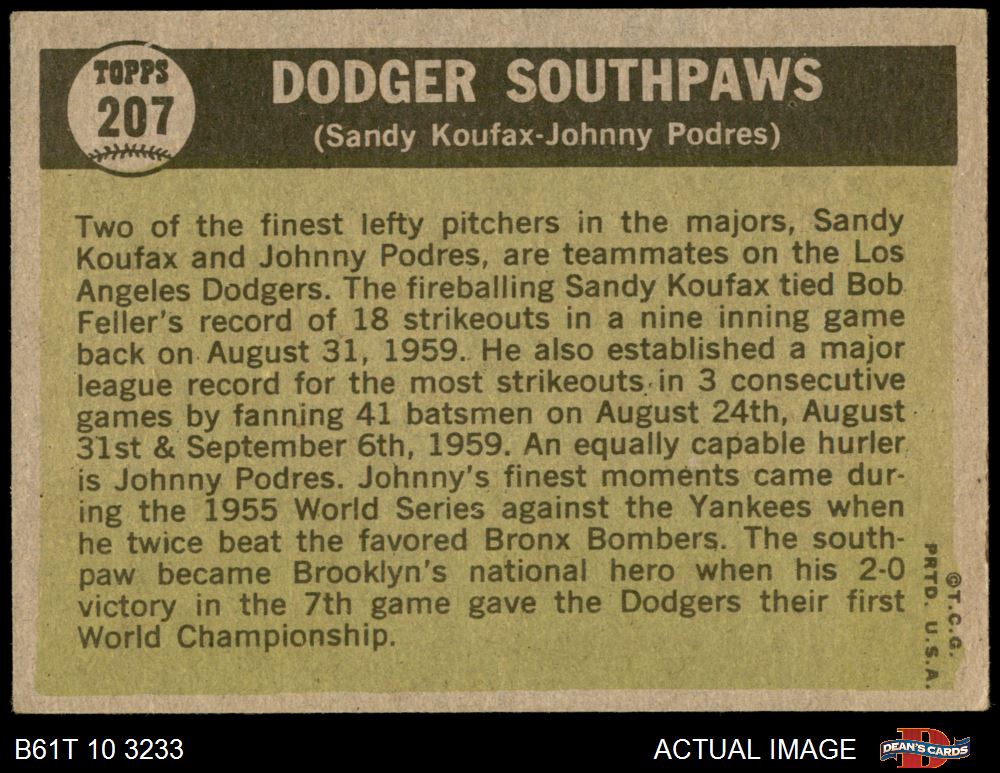 TOPPS
207
DODGER SOUTHPAWS
(Sandy Koufax-Johnny Podres)
Two of the finest lefty pitchers in the majors, Sandy
Koufax and Johnny Podres, are teammates on the Los
Angeles Dodgers. The fireballing Sandy Koufax tied Bob
Feller's record of 18 strikeouts in a nine inning game
back on August 31, 1959. He also established a major
league record for the most strikeouts in 3 consecutive
games by fanning 41 batsmen on August 24th, August
31st & September 6th, 1959. An equally capable hurler
is Johnny Podres. Johnny's finest moments came dur-
ing the 1955 World Series against the Yankees when
he twice beat the favored Bronx Bombers. The south-
paw became Brooklyn's national hero when his 2-0
victory in the 7th game gave the Dodgers their first
World Championship.
©T.C.G.
PRTD. U.S.A.
B61T 10 3233
ACTUAL IMAGE
DEAN'S CARDS